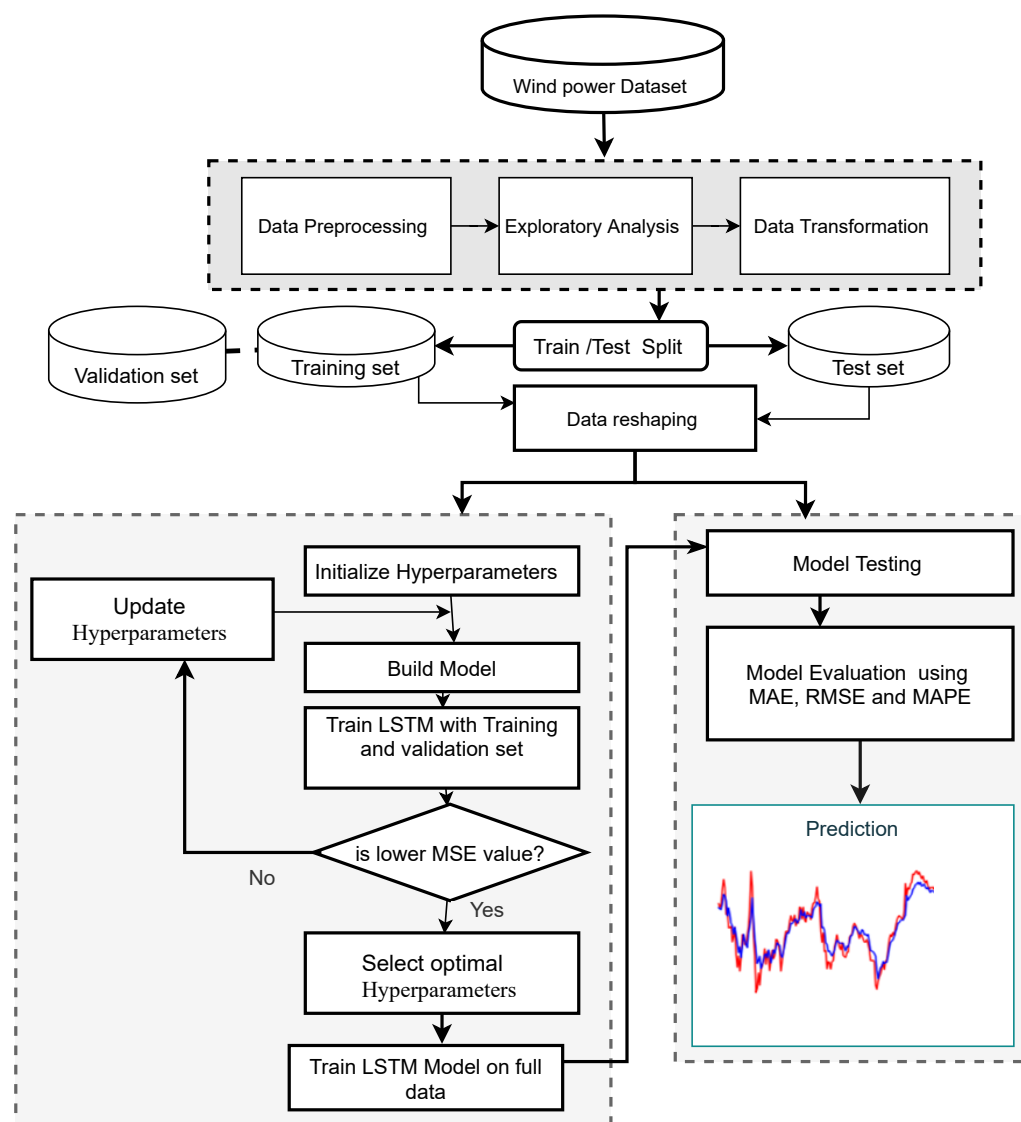 Wind power Dataset
Data Preprocessing
Exploratory Analysis
Data Transformation
Validation set
Training set
Train /Test Split
Test set
Data reshaping
Initialize Hyperparameters
Update
Hyperparameters
Build Model
Train LSTM with Training
and validation set
is lower MSE value?
No
Yes
Select optimal
Hyperparameters
Train LSTM Model on full
data
Model Testing
Model Evaluation using
MAE, RMSE and MAPE
Prediction